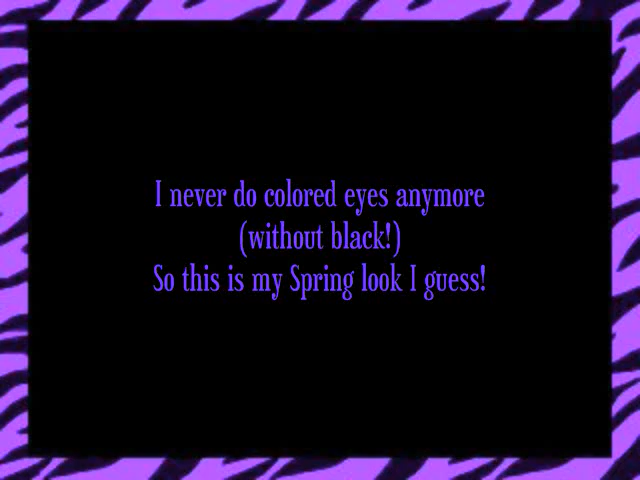 I never do colored eyes anymore
(without black!)
So this is my Spring look I guess!